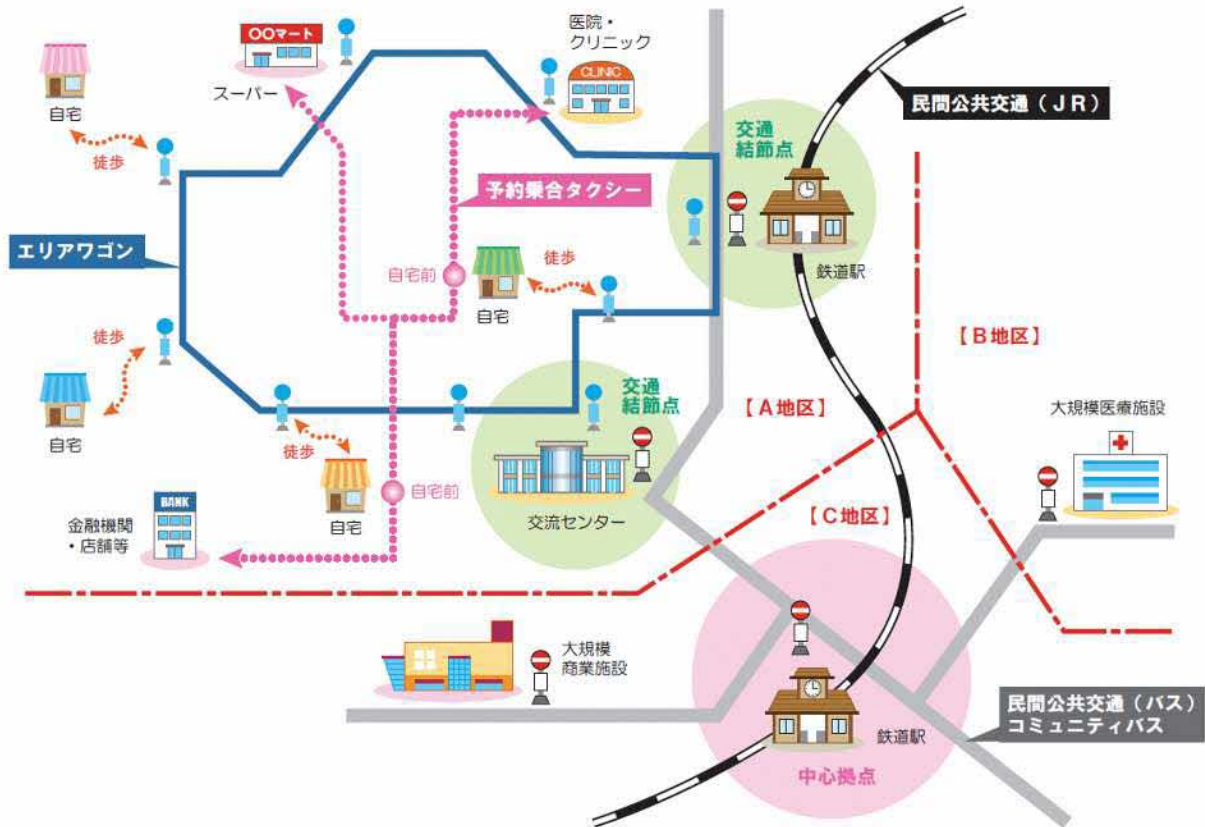 〇〇マート
スーパー
医院・
クリニック
CLINIC
民間公共交通（ＪＲ）
自宅
徒歩
交通
結節点
予約乗合タクシー
エリアワゴン
自宅前
自宅
徒歩
鉄道駅
徒歩
自宅
【Ｂ地区】
交通
結節点
【Ａ地区】
大規模医療施設
徒歩
自宅
自宅前
BANK
金融機関
・店舗等
交流センター
【Ｃ地区】
大規模
商業施設
民間公共交通（バス）
コミュニティバス
鉄道駅
中心拠点